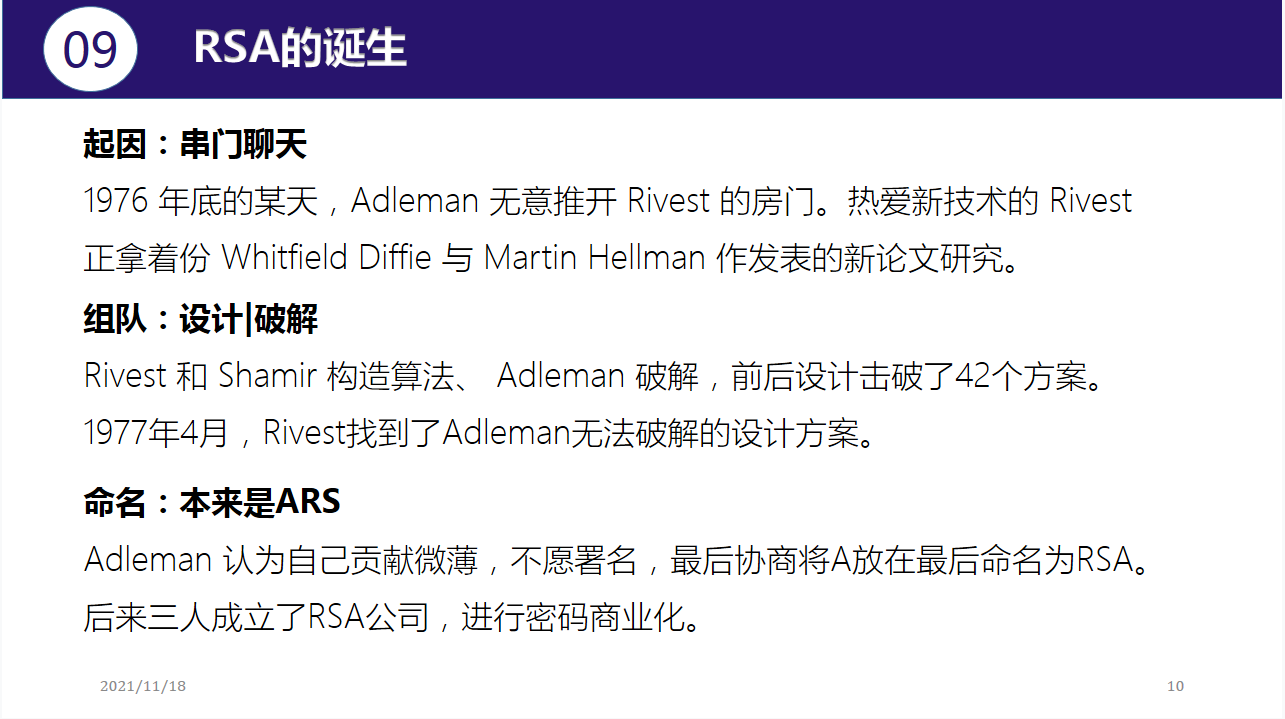 09
RSA的诞生
起因：串门聊天
1976 年底的某天，Adleman 无意推开 Rivest 的房门。热爱新技术的 Rivest
正拿着份 Whitfield Diffie 与 Martin Hellman 作发表的新论文研究。
组队：设计|破解
Rivest 和 Shamir 构造算法、 Adleman 破解，前后设计击破了42个方案。
1977年4月，Rivest找到了Adleman无法破解的设计方案。
命名：本来是ARS
Adleman 认为自己贡献微薄，不愿署名，最后协商将A放在最后命名为RSA。
后来三人成立了RSA公司，进行密码商业化。
2021/11/18
10